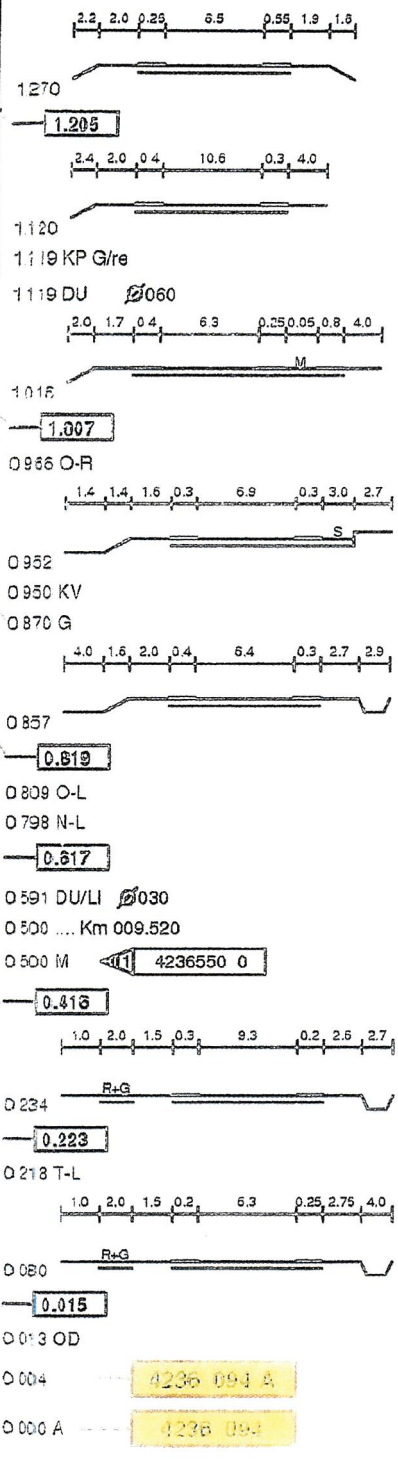 2.2 2.0 0.25 6.5 0.55 1.9 1.6
1.270
1.205
2.4 2.0 0.4 10.6 0.3 4.0
1.120
1.119 KP G/re
1.119 DU Ø060
2.0 1.7 0.4 6.3 0.25 0.05 0.8 4.0
M
1.016
1.007
0.966 O-R
1.4 1.4 1.6 0.3 6.9 0.3 3.0 2.7
S
0.952
0.950 KV
0.870 G
4.0 1.6 2.0 0.4 6.4 0.3 2.7 2.9
0.857
0.819
0.809 O-L
0.798 N-L
0.617
0.591 DU/LI Ø030
0.500 .... Km 009.520
0.500 M 1 4236550 0
0.416
1.0 2.0 1.5 0.3 9.3 0.2 2.6 2.7
R+G
0.234
0.223
0.218 T-L
1.0 2.0 1.5 0.2 6.3 0.25 2.75 4.0
R+G
0.080
0.015
0.013 OD
0.004 4236 094 A
0.000 A 4236 094